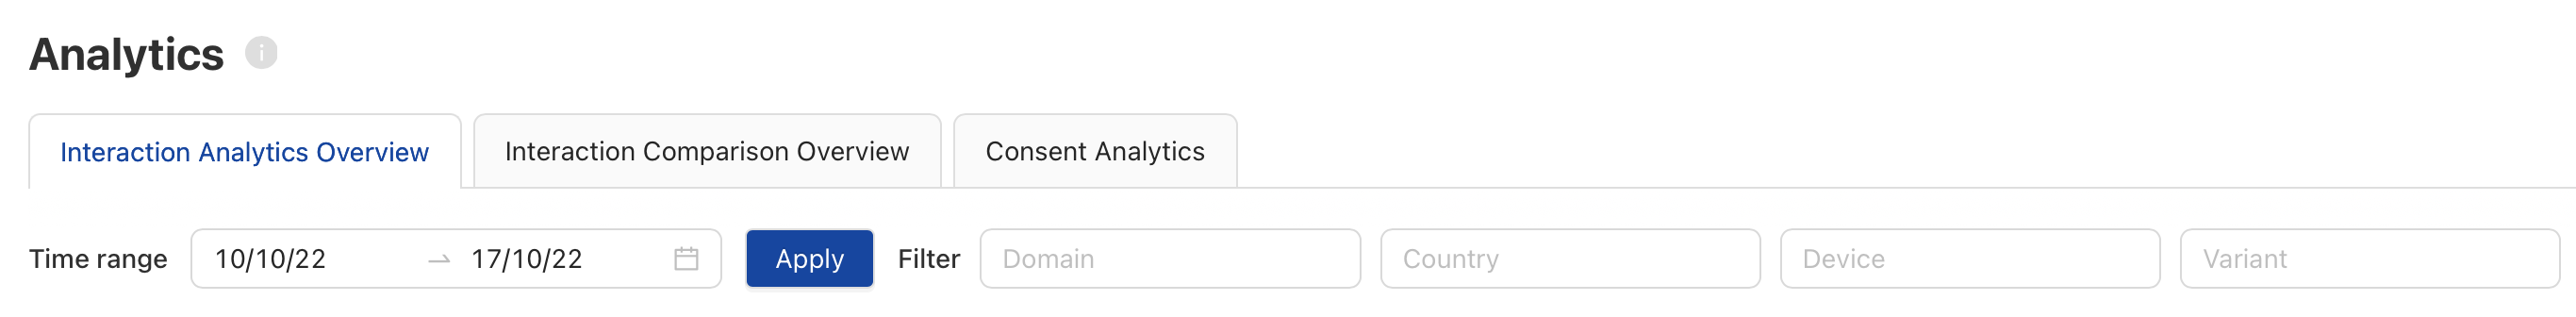 Analytics
Interaction Analytics Overview Interaction Comparison Overview Consent Analytics
Time range 10/10/22 → 17/10/22 Apply Filter Domain Country Device Variant